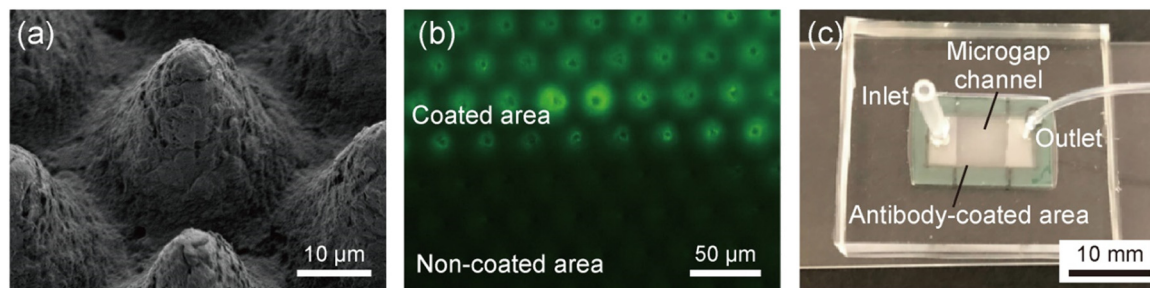 (a)
10 μm
(b)
Coated area
Non-coated area
50 μm
(c)
Microgap
channel
Inlet
Outlet
Antibody-coated area
10 mm